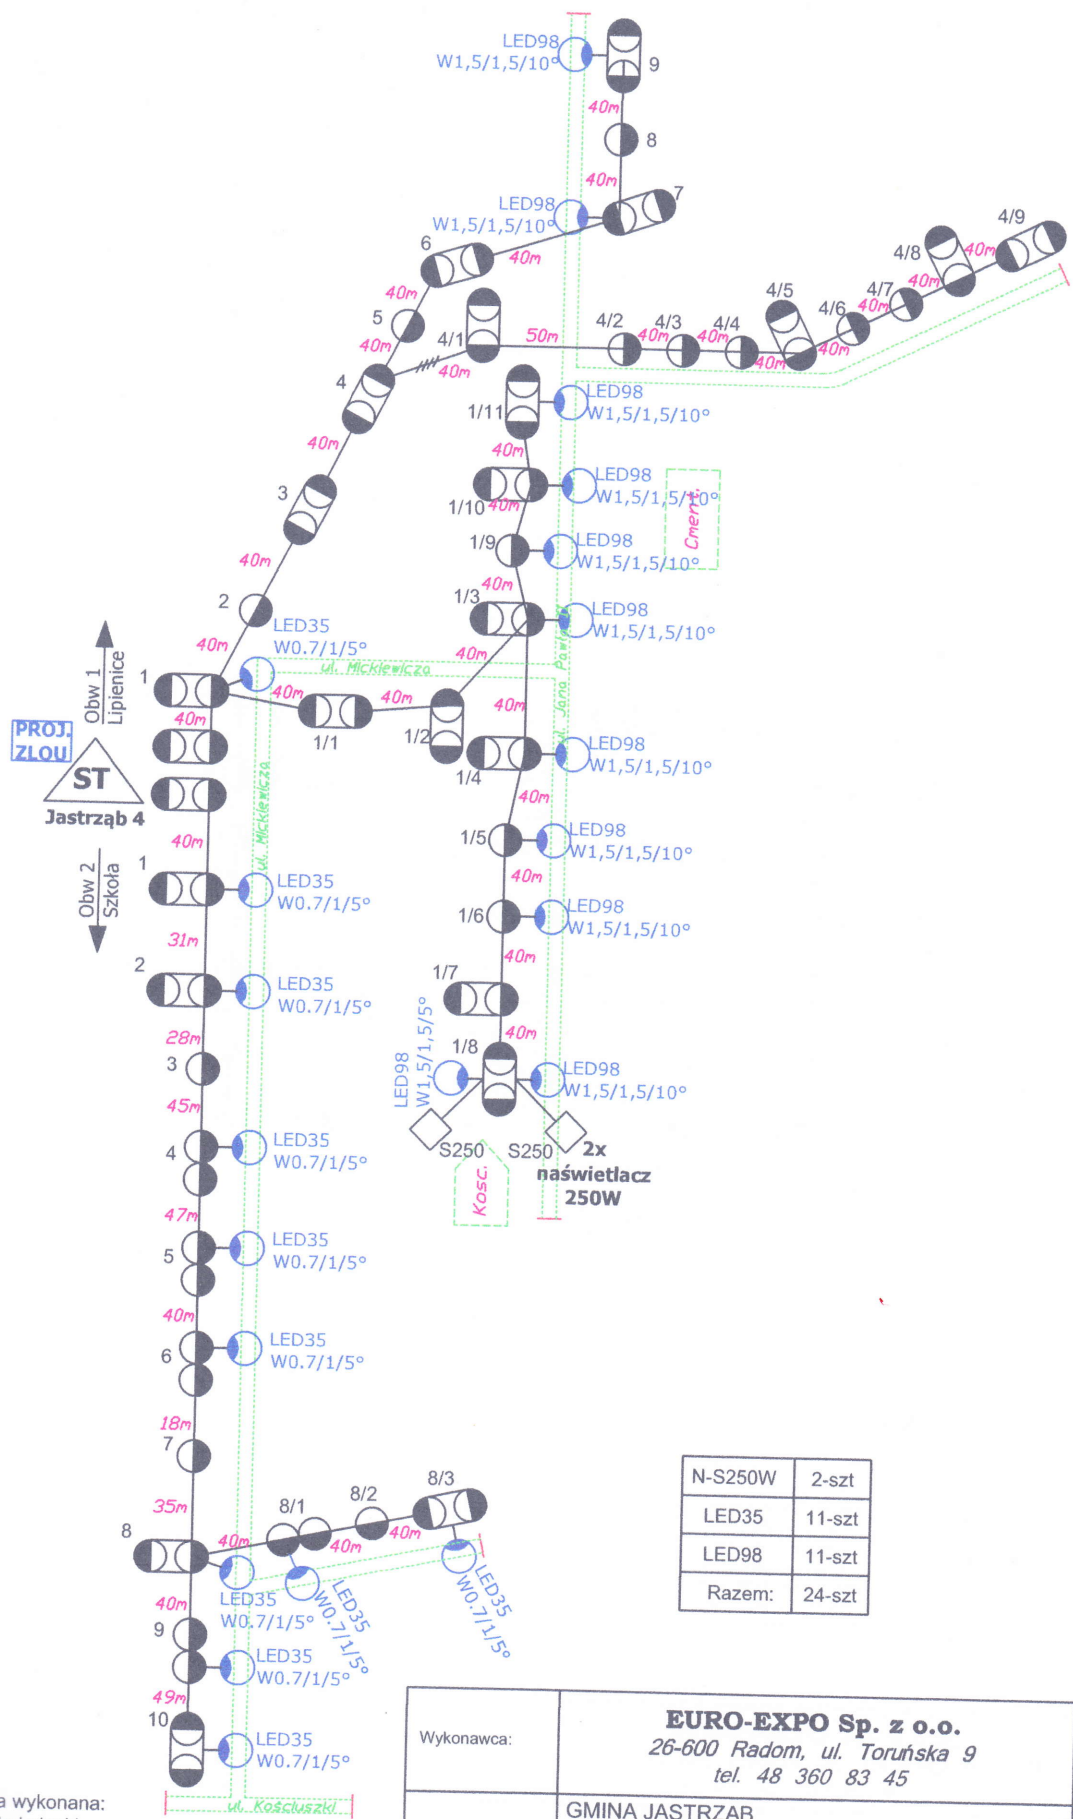 LED98
W1,5/1,5/10°
9
40m
8
40m
LED98
W1,5/1,5/10°
7
6
40m
4/9
4/8
40m
40m
4/7
40m
4/6
40m
4/5
40m
4/4
40m
4/3
40m
4/2
50m
4/1
40m
40m
5
40m
4
40m
3
40m
2
40m
LED35
W0.7/1/5°
1/11
LED98
W1,5/1,5/10°
40m
1/10
40m
LED98
W1,5/1,5/10°
Cment.
1/9
LED98
W1,5/1,5/10°
40m
1/3
LED98
W1,5/1,5/10°
40m
ul. Mickiewicza
ul. Jana Pawła
1
40m
1/1
40m
1/2
40m
1/4
LED98
W1,5/1,5/10°
40m
1/5
LED98
W1,5/1,5/10°
40m
1/6
LED98
W1,5/1,5/10°
40m
1/7
40m
1/8
LED98
W1,5/1,5/5°
LED98
W1,5/1,5/10°
S250
S250
2x
naświetlacz
250W
Kosc.
Obw 1
Lipienice
PROJ.
ZLOU
ST
Jastrząb 4
Obw 2
Szkoła
40m
40m
ul. Mickiewicza
1
LED35
W0.7/1/5°
31m
2
LED35
W0.7/1/5°
28m
3
45m
4
LED35
W0.7/1/5°
47m
5
LED35
W0.7/1/5°
40m
6
LED35
W0.7/1/5°
18m
7
35m
8
40m
8/1
40m
8/2
40m
8/3
LED35
W0.7/1/5°
LED35
W0.7/1/5°
LED35
W0.7/1/5°
40m
9
LED35
W0.7/1/5°
49m
10
LED35
W0.7/1/5°
ul. Kościuszki
N-S250W 2-szt
LED35 11-szt
LED98 11-szt
Razem: 24-szt
Wykonawca:
EURO-EXPO Sp. z o.o.
26-600 Radom, ul. Toruńska 9
tel. 48 360 83 45
GMINA JASTRZĄB
a wykonana: